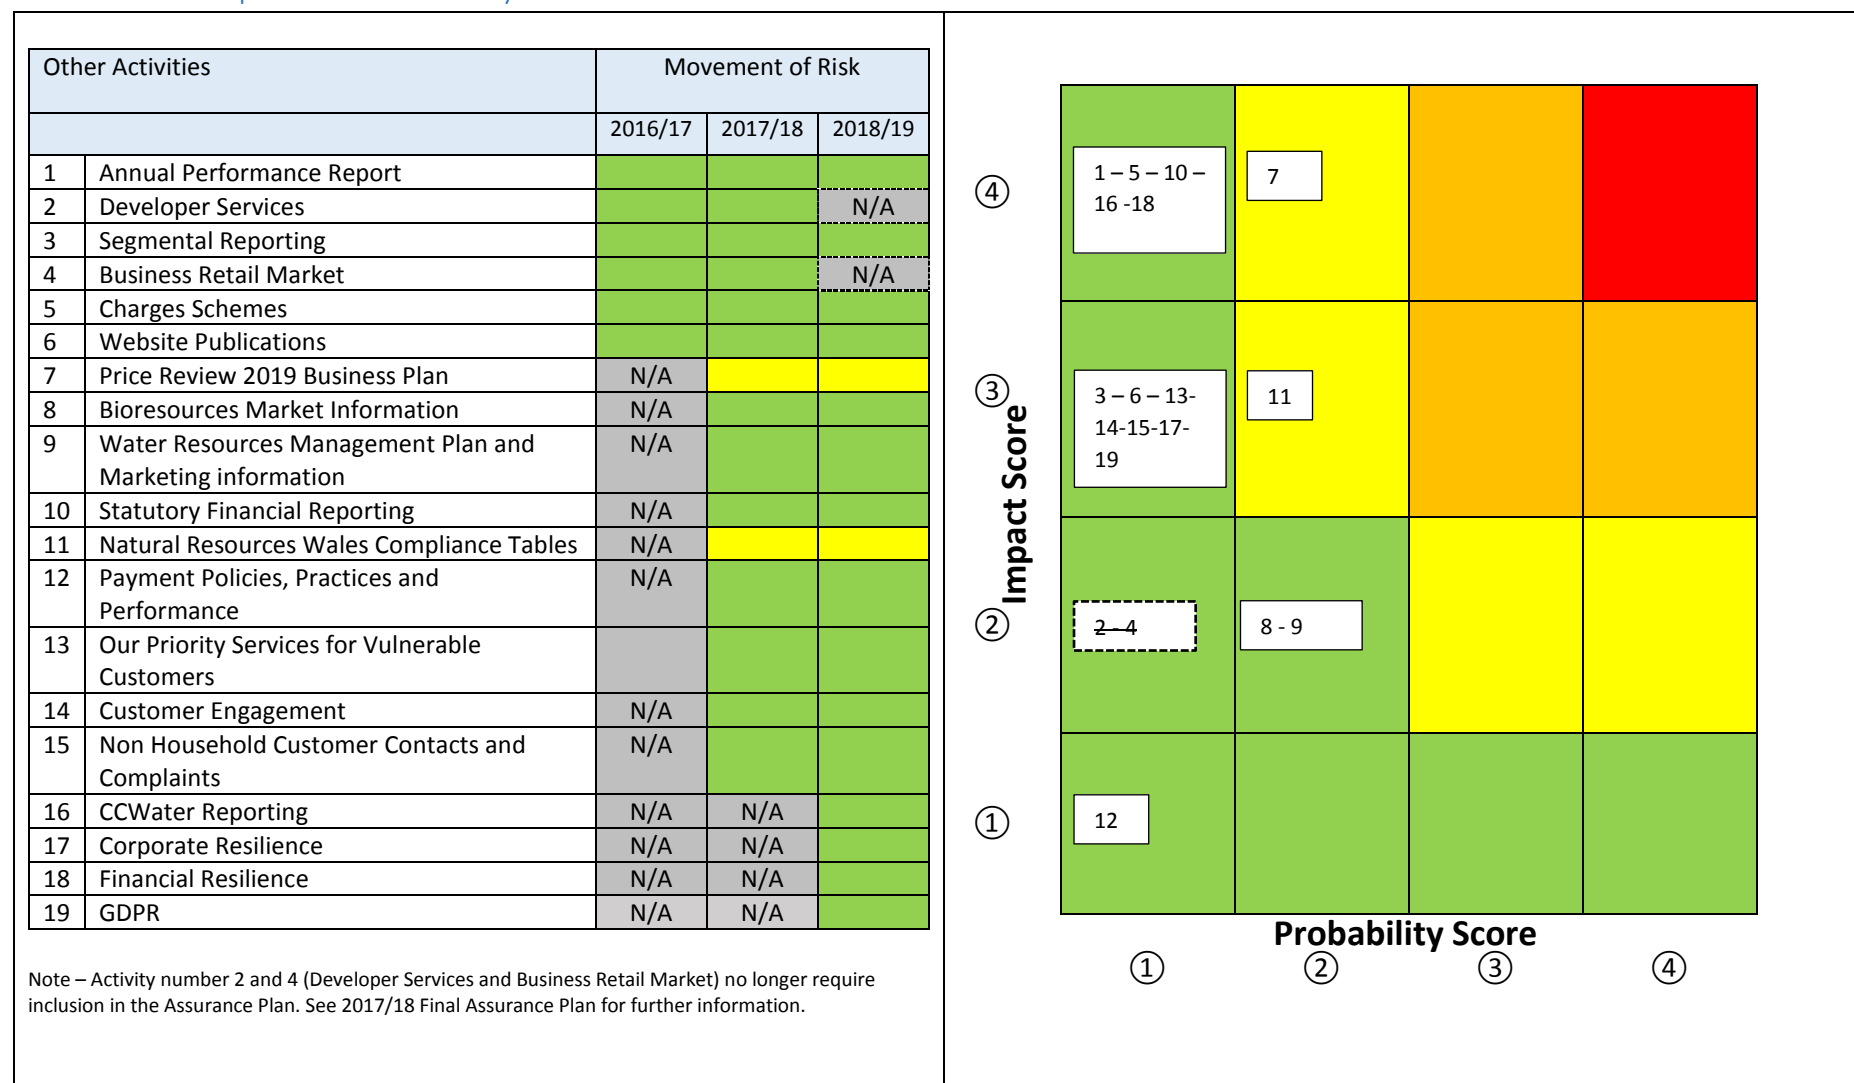 Other Activities Movement of Risk
2016/17 2017/18 2018/19
1 Annual Performance Report
2 Developer Services N/A
3 Segmental Reporting
4 Business Retail Market N/A
5 Charges Schemes
6 Website Publications
7 Price Review 2019 Business Plan N/A
8 Bioresources Market Information N/A
9 Water Resources Management Plan and N/A
Marketing information
10 Statutory Financial Reporting N/A
11 Natural Resources Wales Compliance Tables N/A
12 Payment Policies, Practices and N/A
Performance
13 Our Priority Services for Vulnerable
Customers
14 Customer Engagement N/A
15 Non Household Customer Contacts and N/A
Complaints
16 CCWater Reporting N/A N/A
17 Corporate Resilience N/A N/A
18 Financial Resilience N/A N/A
19 GDPR N/A N/A
Note – Activity number 2 and 4 (Developer Services and Business Retail Market) no longer require
inclusion in the Assurance Plan. See 2017/18 Final Assurance Plan for further information.
Impact Score
④
1 – 5 – 10 –
16 -18
7
③
3 – 6 – 13-
14-15-17-
19
11
②
2 - 4
8 - 9
①
12
Probability Score
① ② ③ ④